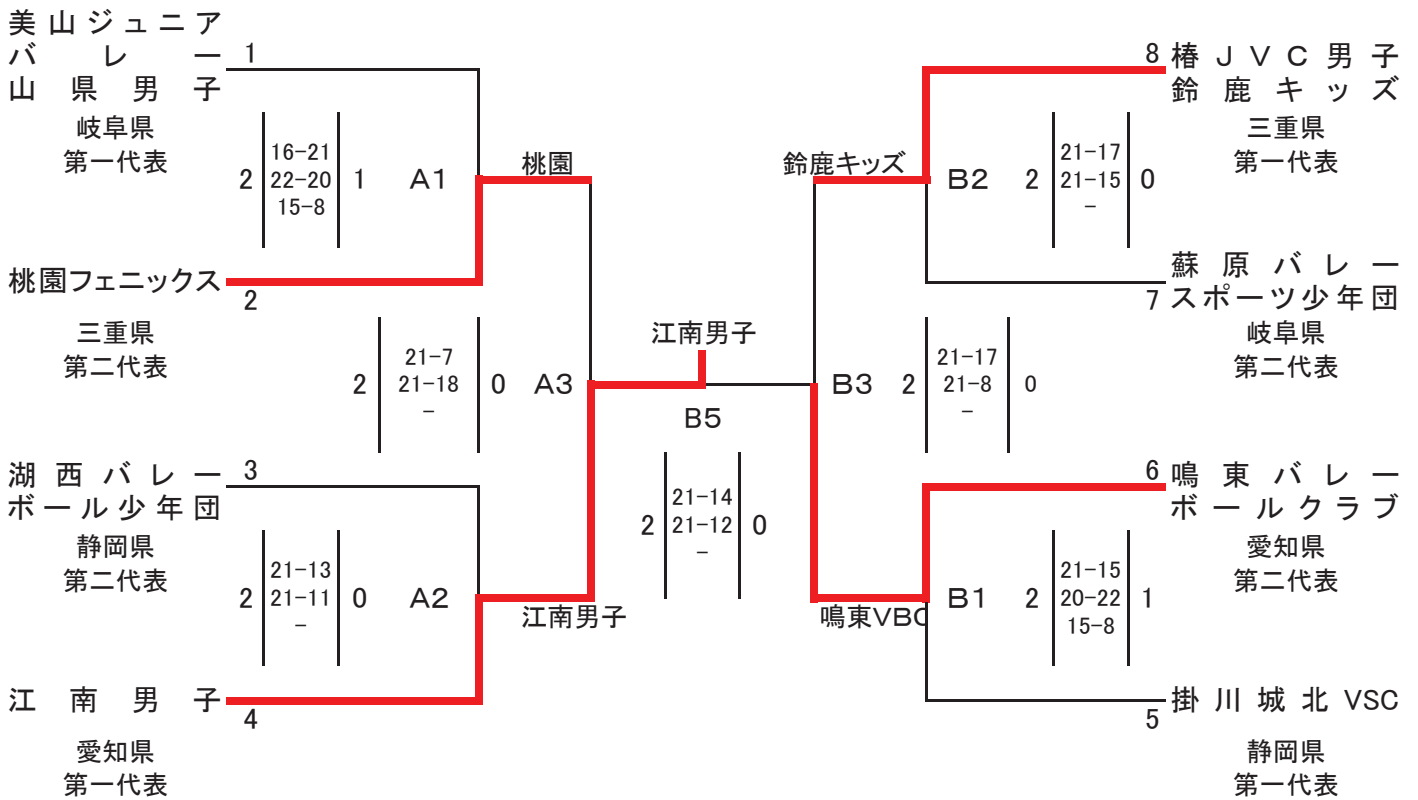 美山ジュニア
バレー
山県男子
1
岐阜県
第一代表
2
16-21
22-20
15-8
1
A1
桃園
桃園フェニックス
2
三重県
第二代表
2
21-7
21-18
-
0
A3
湖西バレー
ボール少年団
3
静岡県
第二代表
2
21-13
21-11
-
0
A2
江南男子
江南男子
4
愛知県
第一代表
江南男子
B5
2
21-14
21-12
-
0
8
椿JVC男子
鈴鹿キッズ
三重県
第一代表
鈴鹿キッズ
B2
2
21-17
21-15
-
0
蘇原バレー
7
スポーツ少年団
岐阜県
第二代表
B3
2
21-17
21-8
-
0
6
鳴東バレー
ボールクラブ
愛知県
第二代表
鳴東VBC
B1
2
21-15
20-22
15-8
1
5
掛川城北VSC
静岡県
第一代表